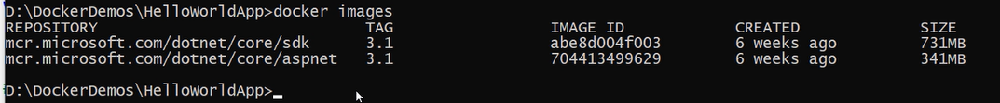 D:\DockerDemos\HelloWorldApp>docker images
REPOSITORY TAG IMAGE ID CREATED SIZE
mcr.microsoft.com/dotnet/core/sdk 3.1 abe8d004f003 6 weeks ago 731MB
mcr.microsoft.com/dotnet/core/aspnet 3.1 704413499629 6 weeks ago 341MB
D:\DockerDemos\HelloWorldApp>